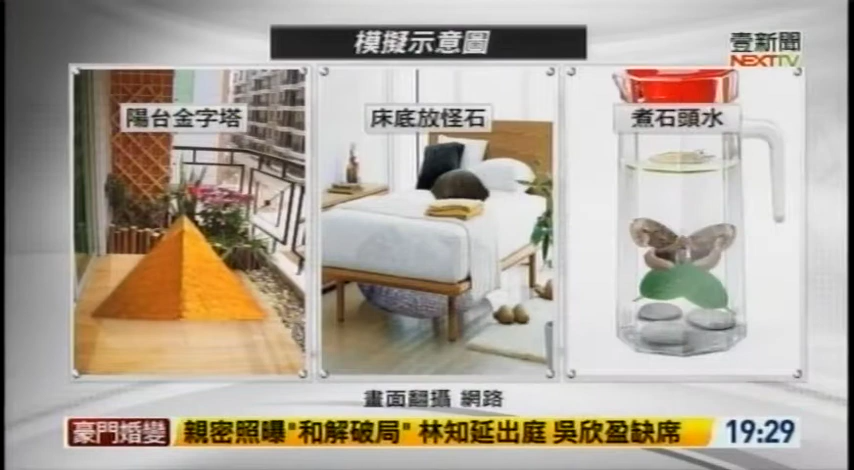 模擬示意圖
壹新聞
NEXTTV
陽台金字塔
床底放怪石
煮石頭水
畫面翻攝 網路
豪門婚變
親密照曝"和解破局" 林知延出庭 吳欣盈缺席
19:29